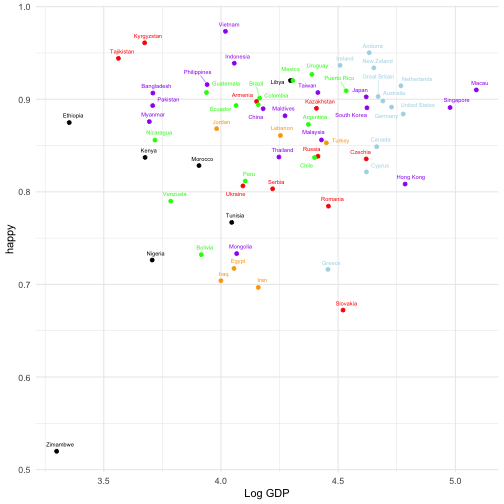 1.0
0.9
0.8
0.7
0.6
0.5
happy
Vietnam
Kyrgyzstan
Tajikistan
Andorra
Indonesia
Ireland
New Zealand
Mexico
Uruguay
Philippines
Guatemala
Brazil
Libya
Puerto Rico
Great Britain
Netherlands
Bangladesh
Taiwan
Japan
Macau
Armenia
Colombia
Australia
Pakistan
Kazakhstan
Singapore
United States
Ecuador
Maldives
Ethiopia
Myanmar
China
Argentina
South Korea
Germany
Jordan
Lebanon
Malaysia
Nicaragua
Turkey
Canada
Kenya
Morocco
Thailand
Russia
Czechia
Chile
Cyprus
Peru
Hong Kong
Serbia
Ukraine
Venzuela
Romania
Tunisia
Bolivia
Mongolia
Nigeria
Egypt
Greece
Iraq
Iran
Slovakia
Zimambwe
3.5
4.0
4.5
5.0
Log GDP